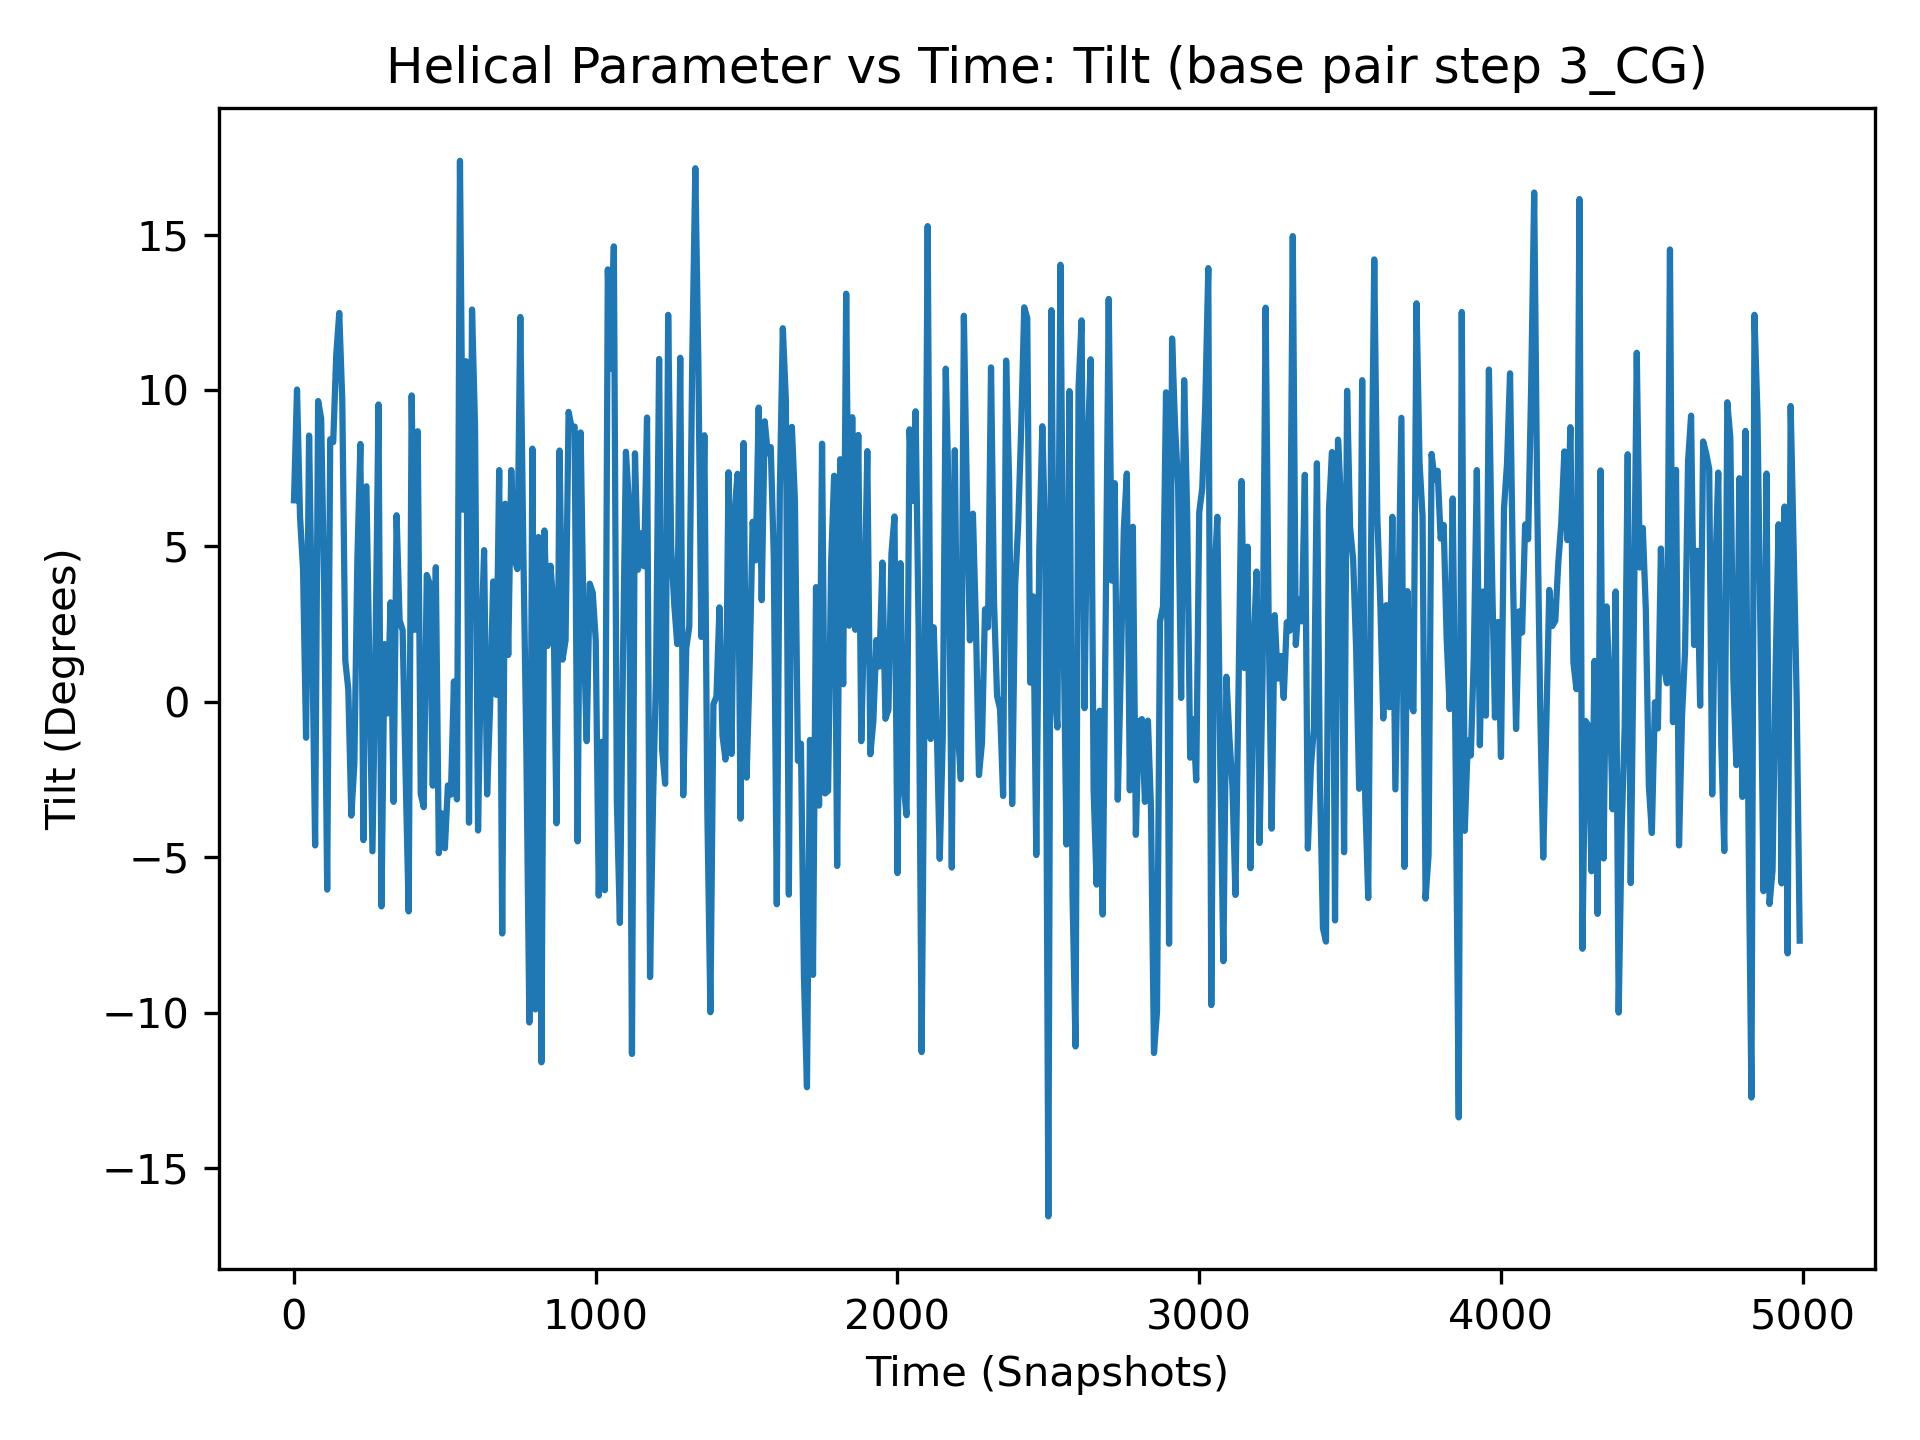 Helical Parameter vs Time: Tilt (base pair step 3_CG)
Tilt (Degrees)
15
10
5
0
−5
−10
−15
0 1000 2000 3000 4000 5000
Time (Snapshots)